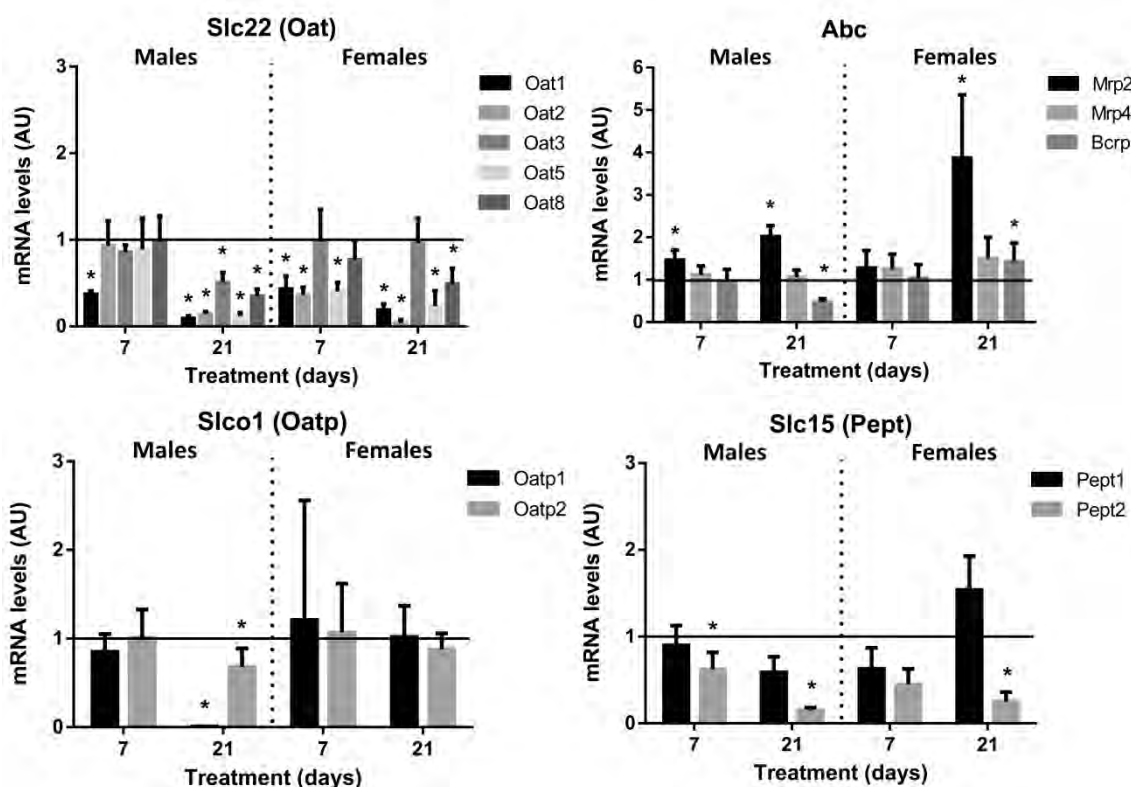 Slc22 (Oat)
Males Females
mRNA levels (AU)
3
2
1
0
* * * * * * * * * * * * * *
7 21 7 21
Treatment (days)
Oat1
Oat2
Oat3
Oat5
Oat8
Abc
Males Females
mRNA levels (AU)
6
5
4
3
2
1
0
* * * * *
7 21 7 21
Treatment (days)
Mrp2
Mrp4
Bcrp
Slco1 (Oatp)
Males Females
mRNA levels (AU)
3
2
1
0
* *
7 21 7 21
Treatment (days)
Oatp1
Oatp2
Slc15 (Pept)
Males Females
mRNA levels (AU)
3
2
1
0
* * *
7 21 7 21
Treatment (days)
Pept1
Pept2